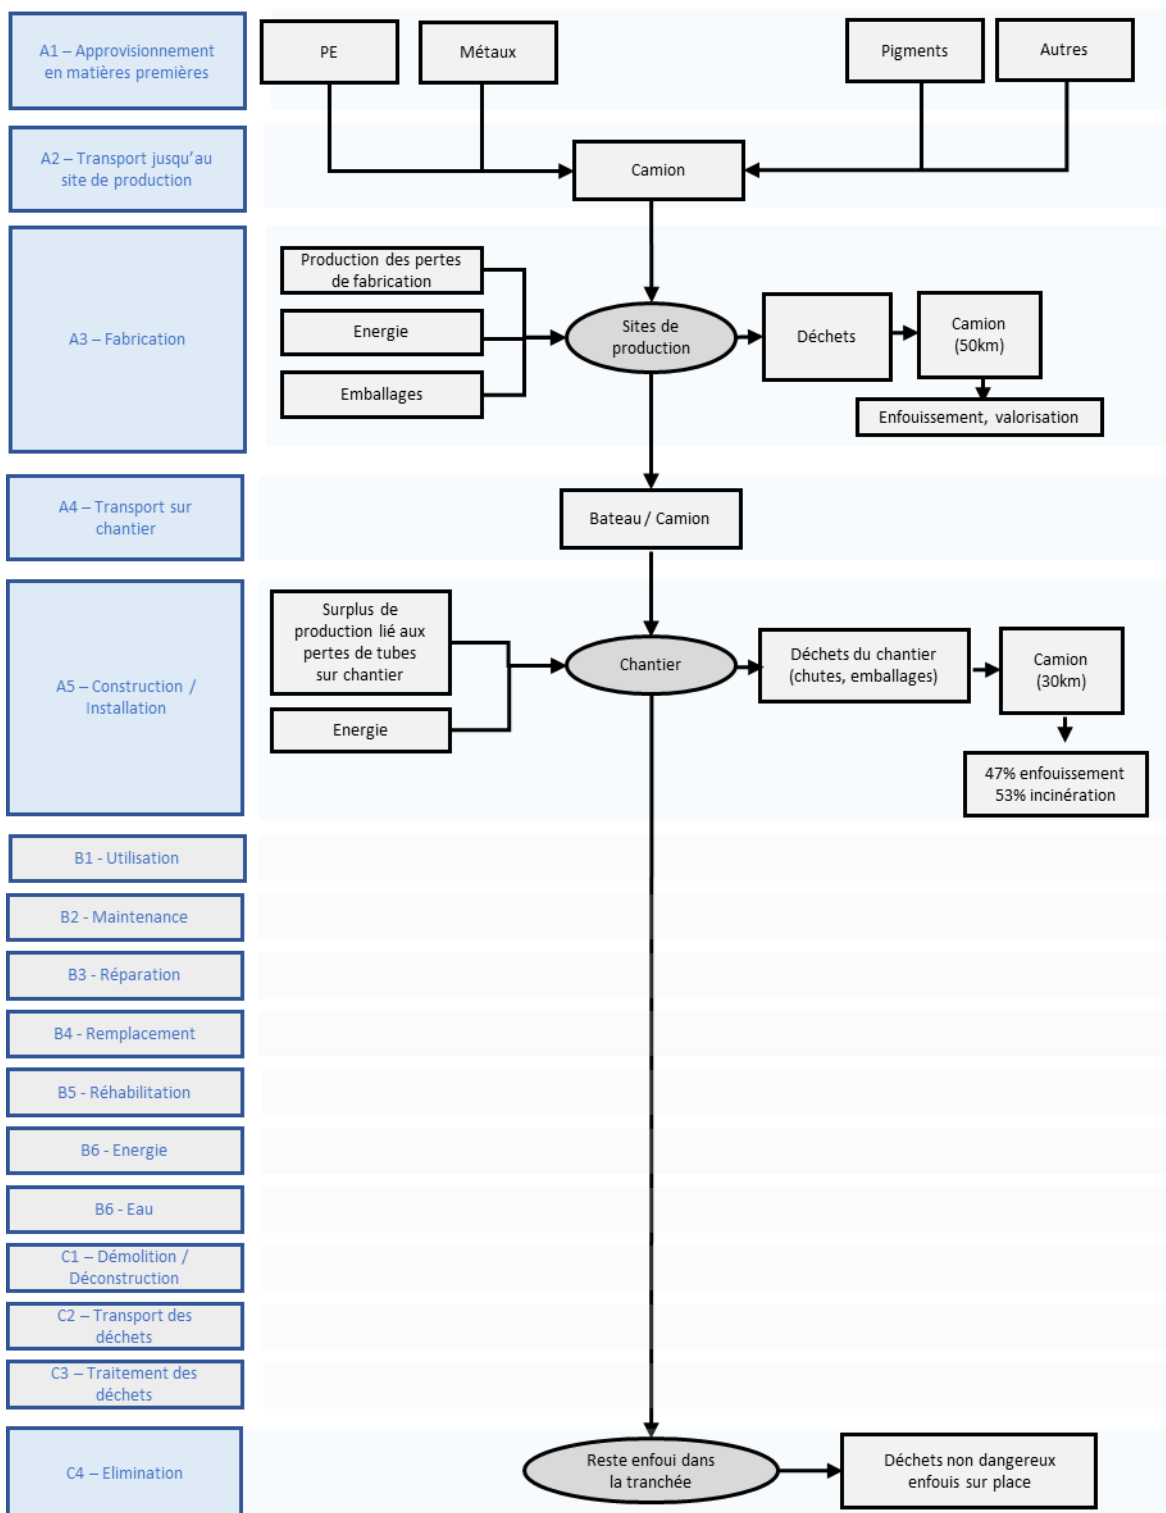 A1 – Approvisionnement
en matières premières
PE
Métaux
Pigments
Autres
A2 – Transport jusqu’au
site de production
Camion
A3 – Fabrication
Production des pertes
de fabrication
Energie
Emballages
Sites de
production
Déchets
Camion
(50km)
Enfouissement, valorisation
A4 – Transport sur
chantier
Bateau / Camion
A5 – Construction /
Installation
Surplus de
production lié aux
pertes de tubes
sur chantier
Energie
Chantier
Déchets du chantier
(chutes, emballages)
Camion
(30km)
47% enfouissement
53% incinération
B1 - Utilisation
B2 - Maintenance
B3 - Réparation
B4 - Remplacement
B5 - Réhabilitation
B6 - Energie
B6 - Eau
C1 – Démolition /
Déconstruction
C2 – Transport des
déchets
C3 – Traitement des
déchets
C4 – Elimination
Reste enfoui dans
la tranchée
Déchets non dangereux
enfouis sur place